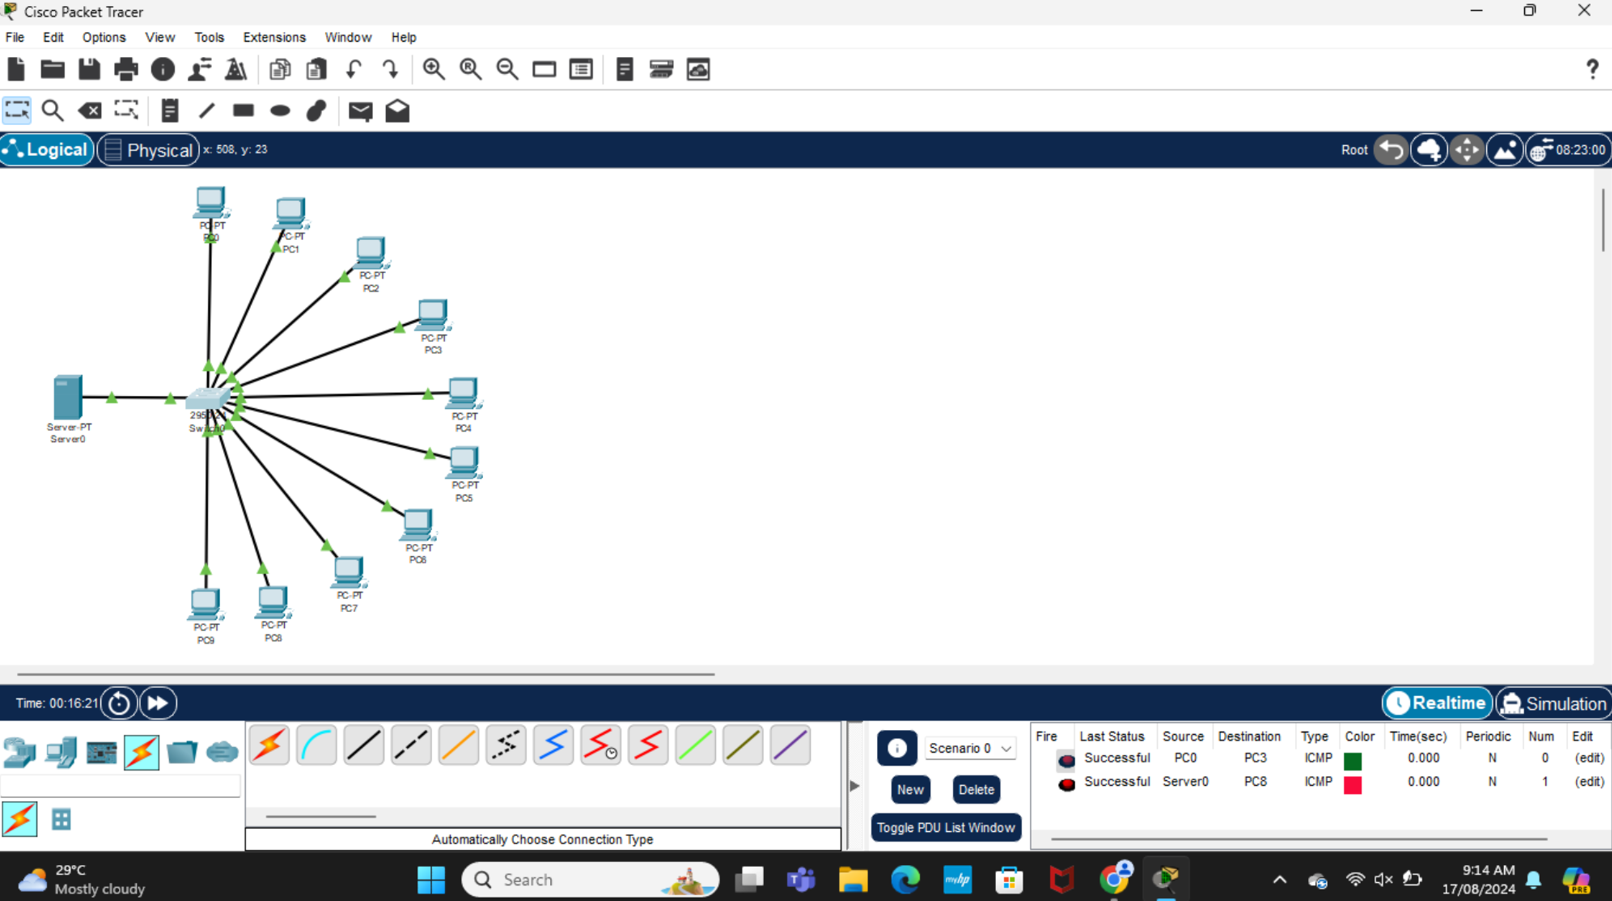 Cisco Packet Tracer
File Edit Options View Tools Extensions Window Help
Logical Physical x: 508, y: 23 Root 08:23:00
PC-PT
PC0
PC-PT
PC1
PC-PT
PC2
PC-PT
PC3
PC-PT
PC4
Server-PT
Server0
Switch0
PC-PT
PC5
PC-PT
PC6
PC-PT
PC7
PC-PT
PC8
PC-PT
PC9
Time: 00:16:21 Realtime Simulation
Scenario 0
New Delete
Toggle PDU List Window
Automatically Choose Connection Type
Fire Last Status Source Destination Type Color Time(sec) Periodic Num Edit
Successful PC0 PC3 ICMP 0.000 N 0 (edit)
Successful Server0 PC8 ICMP 0.000 N 1 (edit)
29°C
Mostly cloudy
Search
myhp
9:14 AM
17/08/2024
PRE